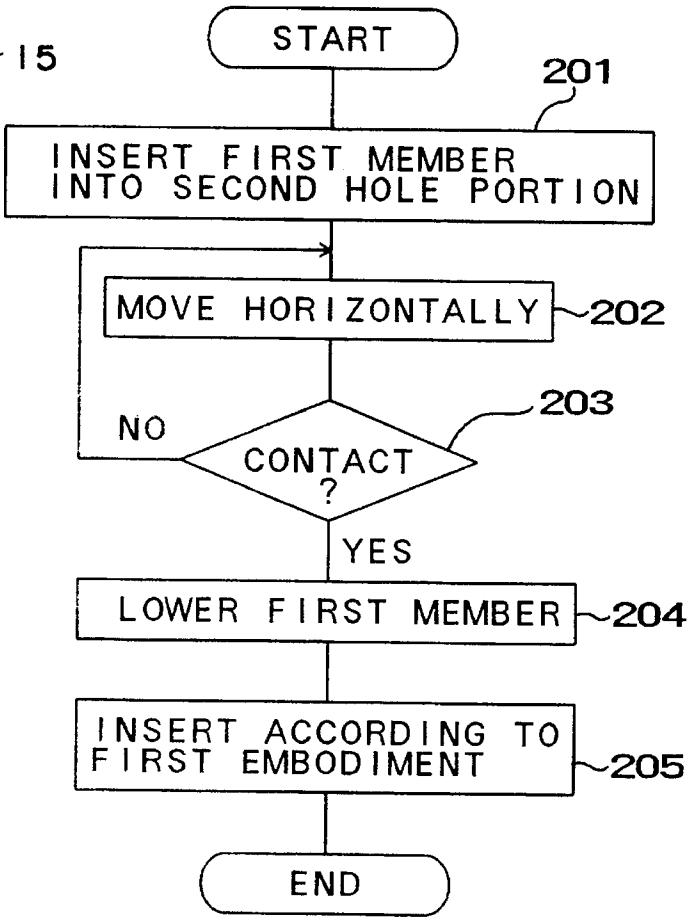 15
START
201
INSERT FIRST MEMBER
INTO SECOND HOLE PORTION
MOVE HORIZONTALLY
202
203
NO
CONTACT
?
YES
LOWER FIRST MEMBER
204
INSERT ACCORDING TO
FIRST EMBODIMENT
205
END